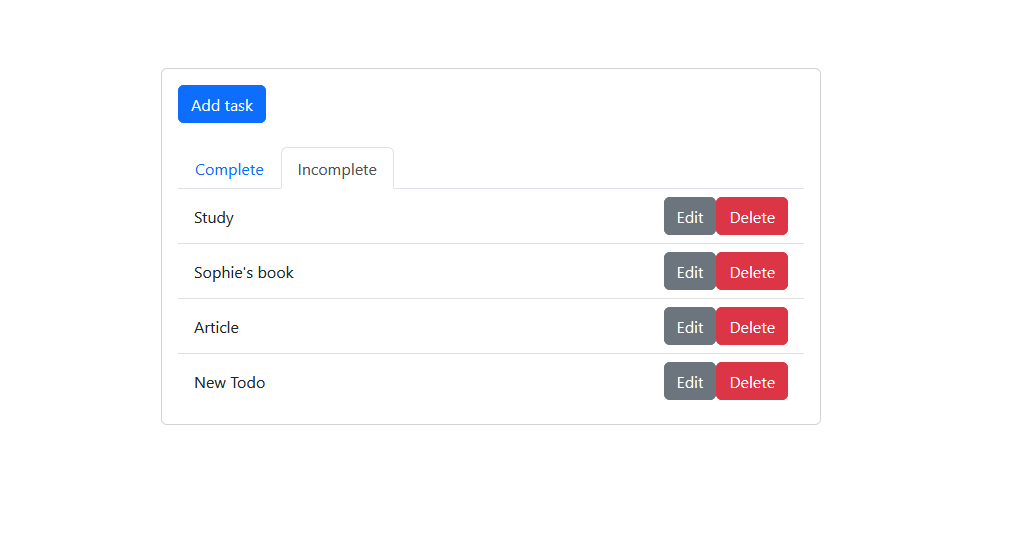 Add task
Complete Incomplete
Study Edit Delete
Sophie's book Edit Delete
Article Edit Delete
New Todo Edit Delete